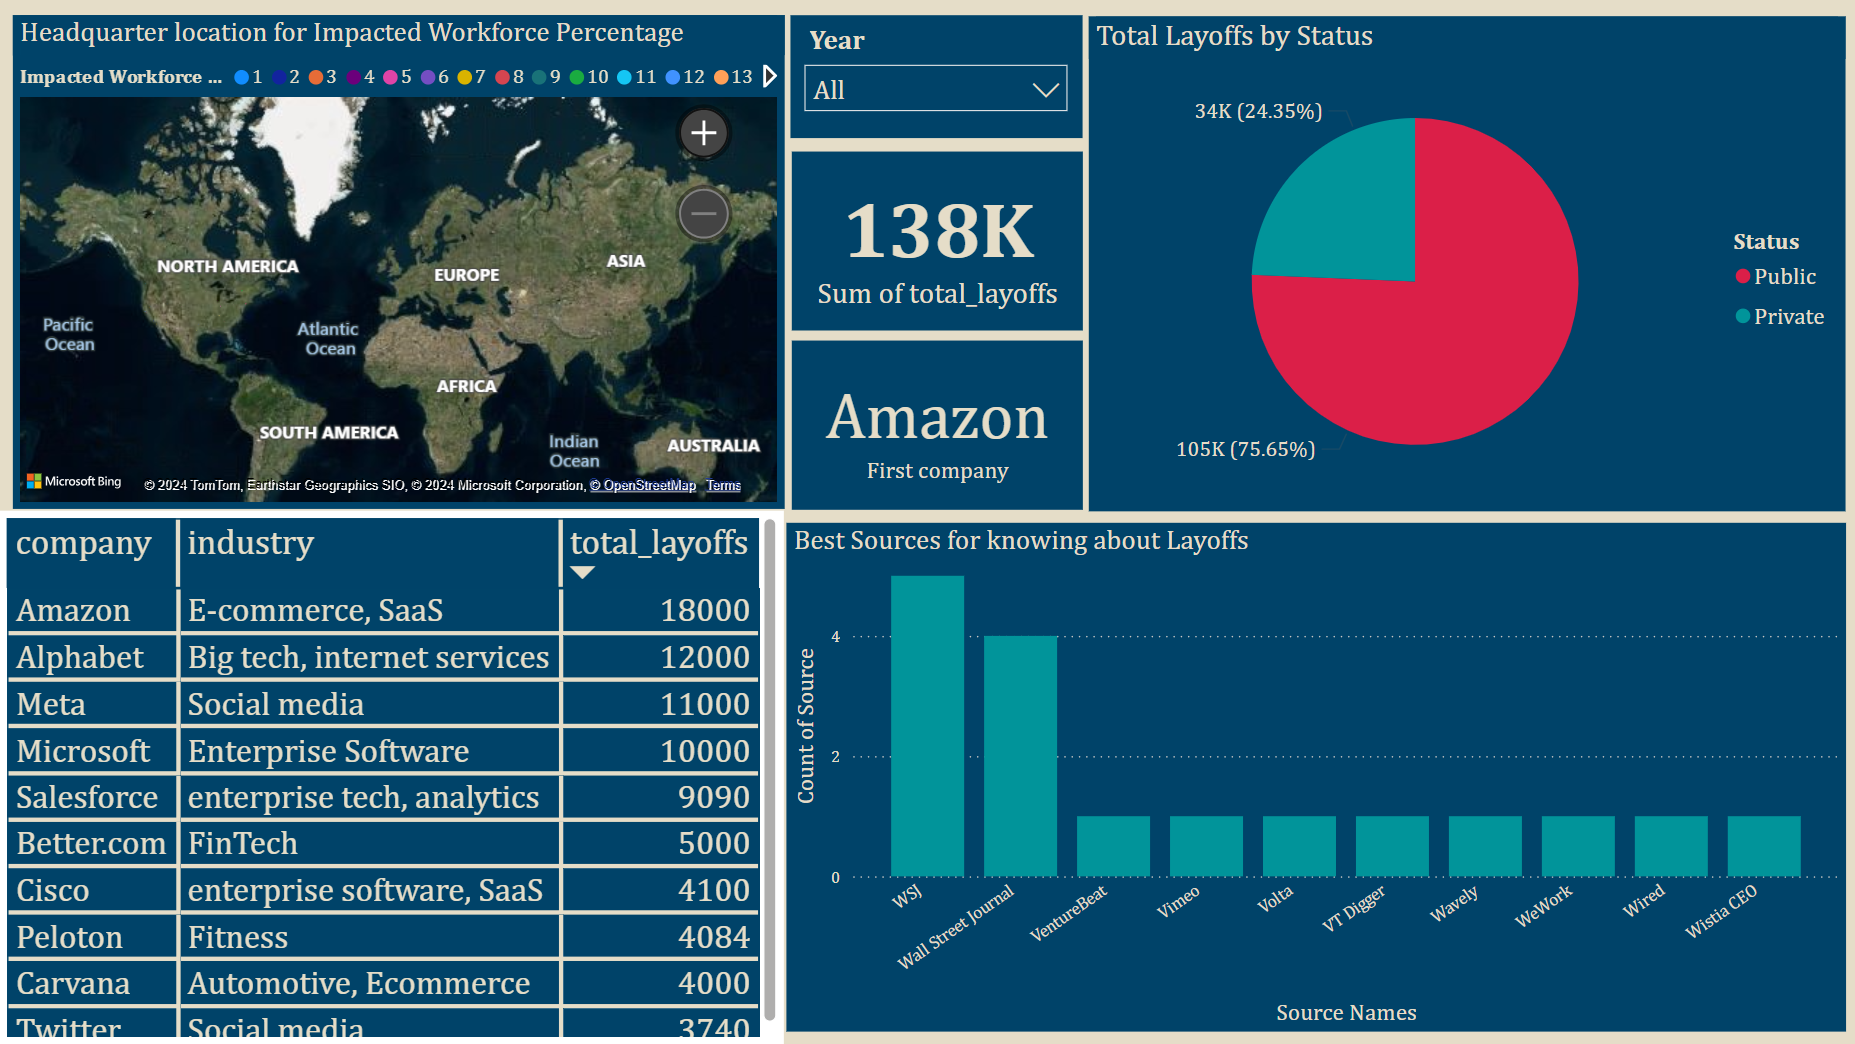 Headquarter location for Impacted Workforce Percentage
Impacted Workforce ... 1 2 3 4 5 6 7 8 9 10 11 12 13
NORTH AMERICA
EUROPE
ASIA
Pacific
Ocean
Atlantic
Ocean
AFRICA
SOUTH AMERICA
Indian
Ocean
AUSTRALIA
Microsoft Bing
© 2024 TomTom, Earthstar Geographics SIO, © 2024 Microsoft Corporation, © OpenStreetMap Terms
Year
All
138K
Sum of total_layoffs
Amazon
First company
Total Layoffs by Status
34K (24.35%)
105K (75.65%)
Status
Public
Private
company industry total_layoffs
Amazon E-commerce, SaaS 18000
Alphabet Big tech, internet services 12000
Meta Social media 11000
Microsoft Enterprise Software 10000
Salesforce enterprise tech, analytics 9090
Better.com FinTech 5000
Cisco enterprise software, SaaS 4100
Peloton Fitness 4084
Carvana Automotive, Ecommerce 4000
Twitter Social media 3740
Best Sources for knowing about Layoffs
Count of Source
4
2
0
WSJ
Wall Street Journal
VentureBeat
Vimeo
Volta
VT Digger
Wavely
WeWork
Wired
Wistia CEO
Source Names